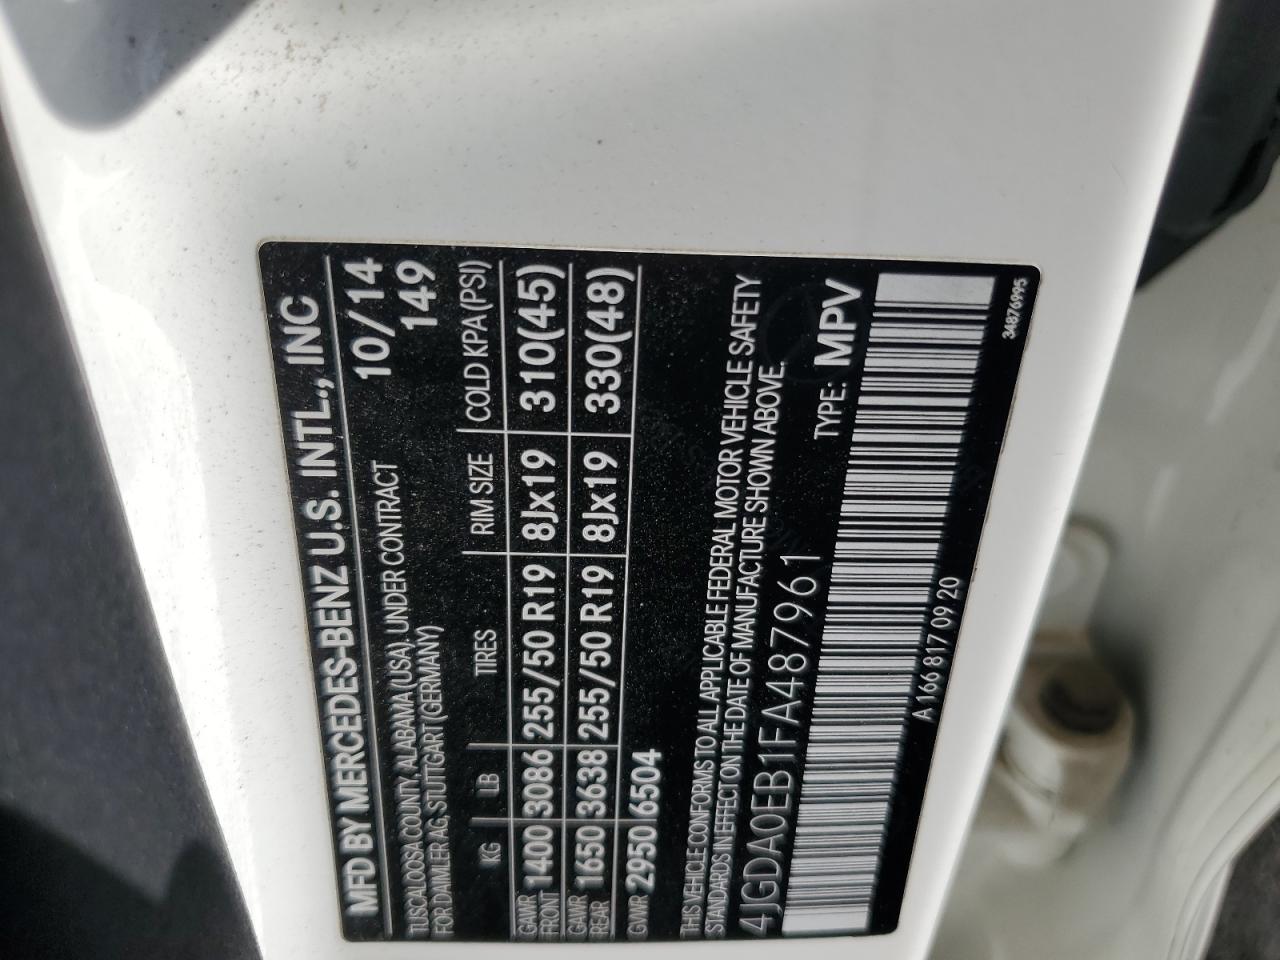 MFD BY MERCEDES-BENZ U.S. INTL., INC
10/14
TUSCALOOSA COUNTY, ALABAMA (USA), UNDER CONTRACT 149
FOR DAIMLER AG, STUTTGART (GERMANY)
KG LB TIRES RIM SIZE COLD KPA (PSI)
GAWR FRONT 1400 3086 255/50 R19 8Jx19 310(45)
GAWR REAR 1650 3638 255/50 R19 8Jx19 330(48)
GVWR 2950 6504
THIS VEHICLE CONFORMS TO ALL APPLICABLE FEDERAL MOTOR VEHICLE SAFETY
STANDARDS IN EFFECT ON THE DATE OF MANUFACTURE SHOWN ABOVE.
4JGDA0EB1FA487961 TYPE: MPV
A 166 817 09 20
34876995